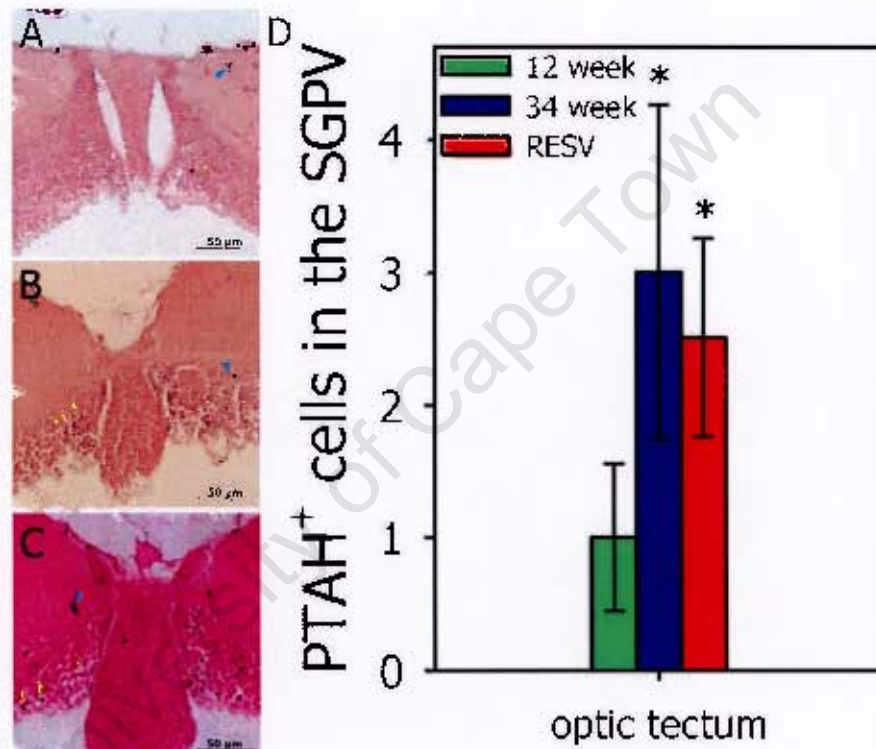 A
50 µm
B
50 µm
C
50 µm
D
PTAH⁺ cells in the SGPV
12 week
34 week
RESV
*
*
4
3
2
1
0
optic tectum
University of Cape Town